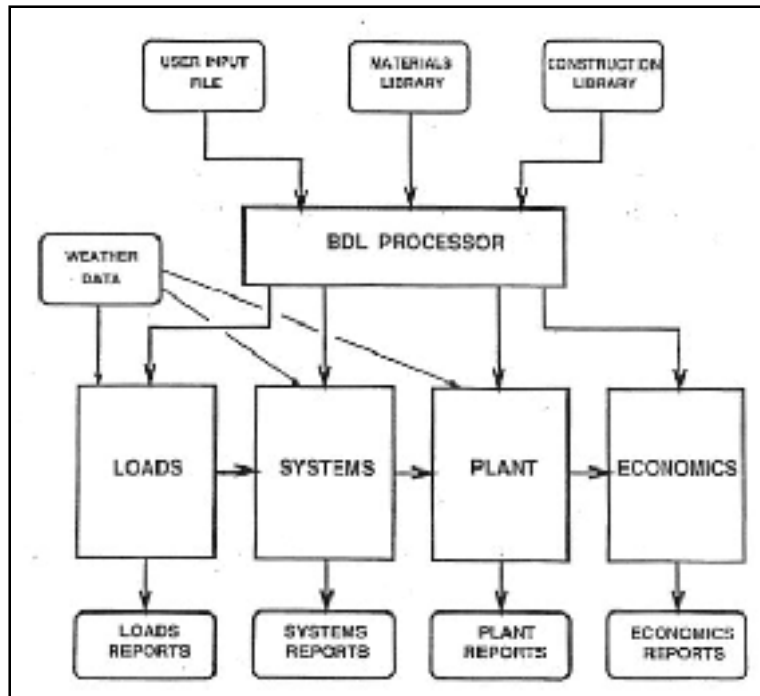 USER INPUT
FILE
MATERIALS
LIBRARY
CONSTRUCTION
LIBRARY
BDL PROCESSOR
WEATHER
DATA
LOADS
SYSTEMS
PLANT
ECONOMICS
LOADS
REPORTS
SYSTEMS
REPORTS
PLANT
REPORTS
ECONOMICS
REPORTS